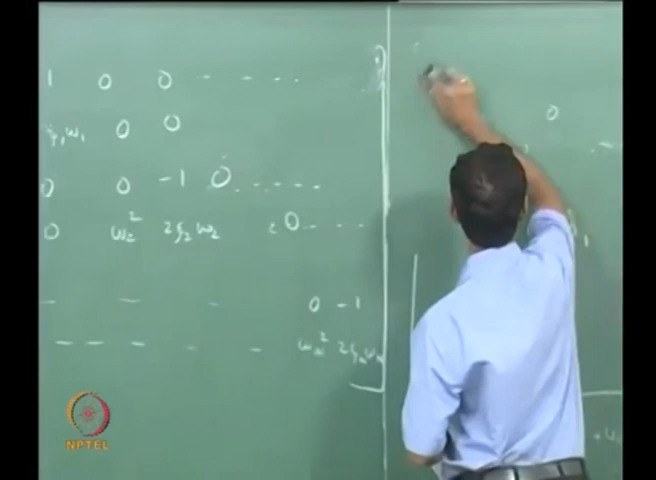 1 0 0 - - - - -
ξ₁ω₁ 0 0
0 0 -1 0 - - - - -
0 ω₂² 2ξ₂ω₂ 0 - - - -
- - - 0 -1
- - - - - ωₙ² 2ξₙωₙ
0
NPTEL